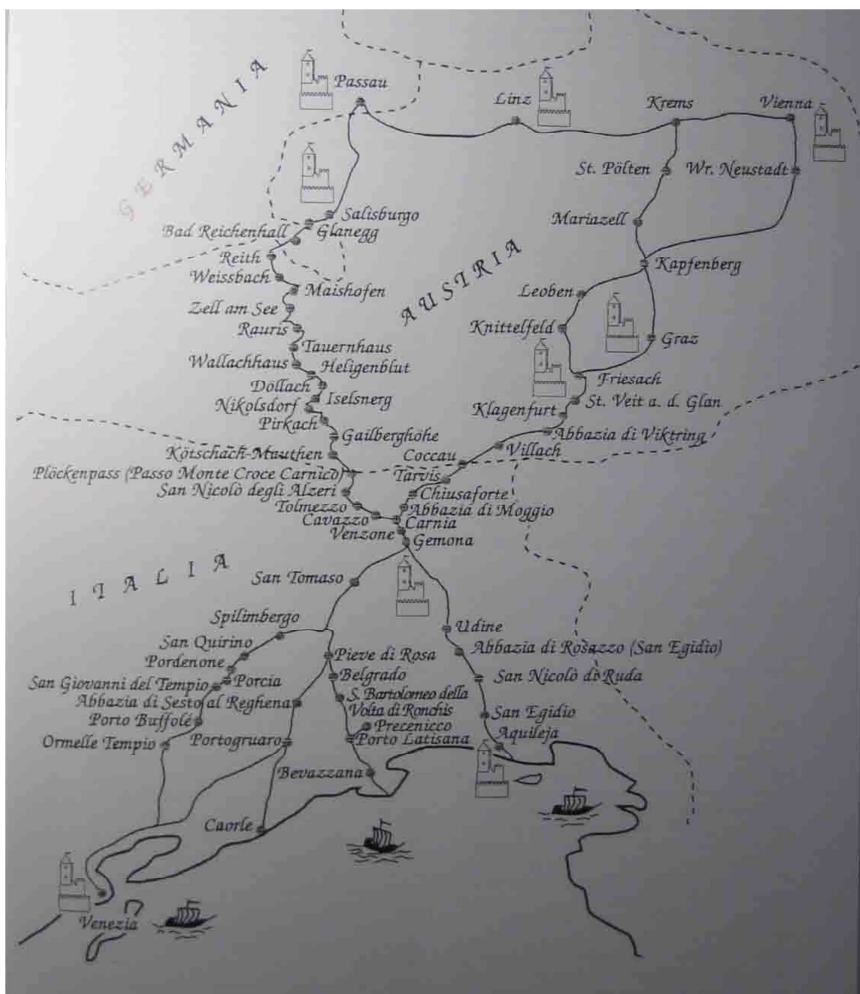 GERMANIA
Passau
Linz
Krems
Vienna
St. Pölten
Wr. Neustadt
Salisburgo
Glanegg
Bad Reichenhall
Mariazell
Reith
Kapfenberg
Weissbach
Maishofen
AUSTRIA
Leoben
Zell am See
Rauris
Knittelfeld
Graz
Tauernhaus
Wallachhaus
Heligenblut
Friesach
Döllach
Iselsnerg
St. Veit a. d. Glan
Nikolsdorf
Klagenfurt
Pirkach
Abbazia di Viktring
Gailberghöhe
Villach
Kötschach-Mauthen
Coccau
Plöckenpass (Passo Monte Croce Carnico)
Tarvis
San Nicolò degli Alzeri
Chiusaforte
Tolmezzo
Abbazia di Moggio
Cavazzo
Carnia
Venzone
Gemona
ITALIA
San Tomaso
Spilimbergo
Udine
San Quirino
Pieve di Rosa
Abbazia di Rosazzo (San Egidio)
Pordenone
Belgrado
San Nicolò di Ruda
San Giovanni del Tempio
Porcia
Abbazia di Sesto al Reghena
S. Bartolomeo della
Volta di Ronchis
Porto Buffolé
Precenicco
San Egidio
Ormelle Tempio
Portogruaro
Porto Latisana
Aquileja
Bevazzana
Caorle
Venezia